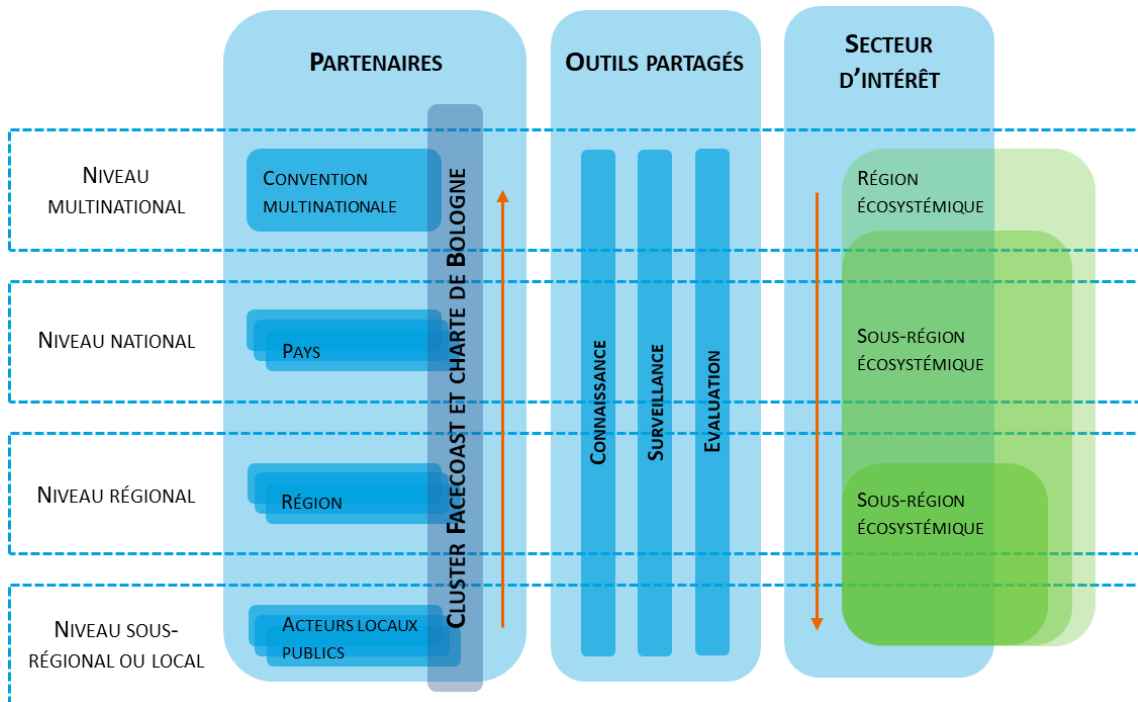 PARTENAIRES
OUTILS PARTAGÉS
SECTEUR
D'INTÉRÊT
NIVEAU
MULTINATIONAL
CONVENTION
MULTINATIONALE
RÉGION
ÉCOSYSTÉMIQUE
NIVEAU NATIONAL
PAYS
SOUS-RÉGION
ÉCOSYSTÉMIQUE
NIVEAU RÉGIONAL
RÉGION
SOUS-RÉGION
ÉCOSYSTÉMIQUE
NIVEAU SOUS-
RÉGIONAL OU LOCAL
ACTEURS LOCAUX
PUBLICS
CLUSTER FACECOAST ET CHARTE DE BOLOGNE
CONNAISSANCE
SURVEILLANCE
EVALUATION